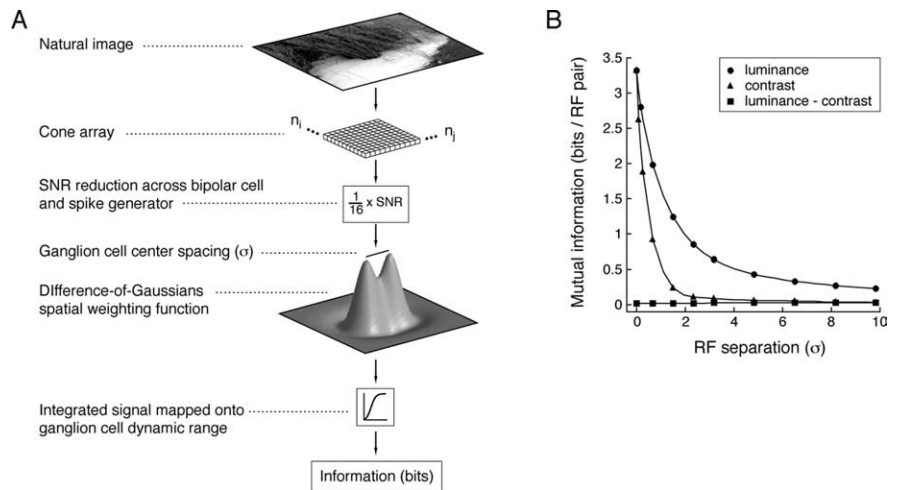 A
Natural image
Cone array
n_i
n_j
SNR reduction across bipolar cell
and spike generator
1/16 x SNR
Ganglion cell center spacing (σ)
DIfference-of-Gaussians
spatial weighting function
Integrated signal mapped onto
ganglion cell dynamic range
Information (bits)
B
luminance
contrast
luminance - contrast
Mutual information (bits / RF pair)
3.5
3
2.5
2
1.5
1
0.5
0
0 2 4 6 8 10
RF separation (σ)